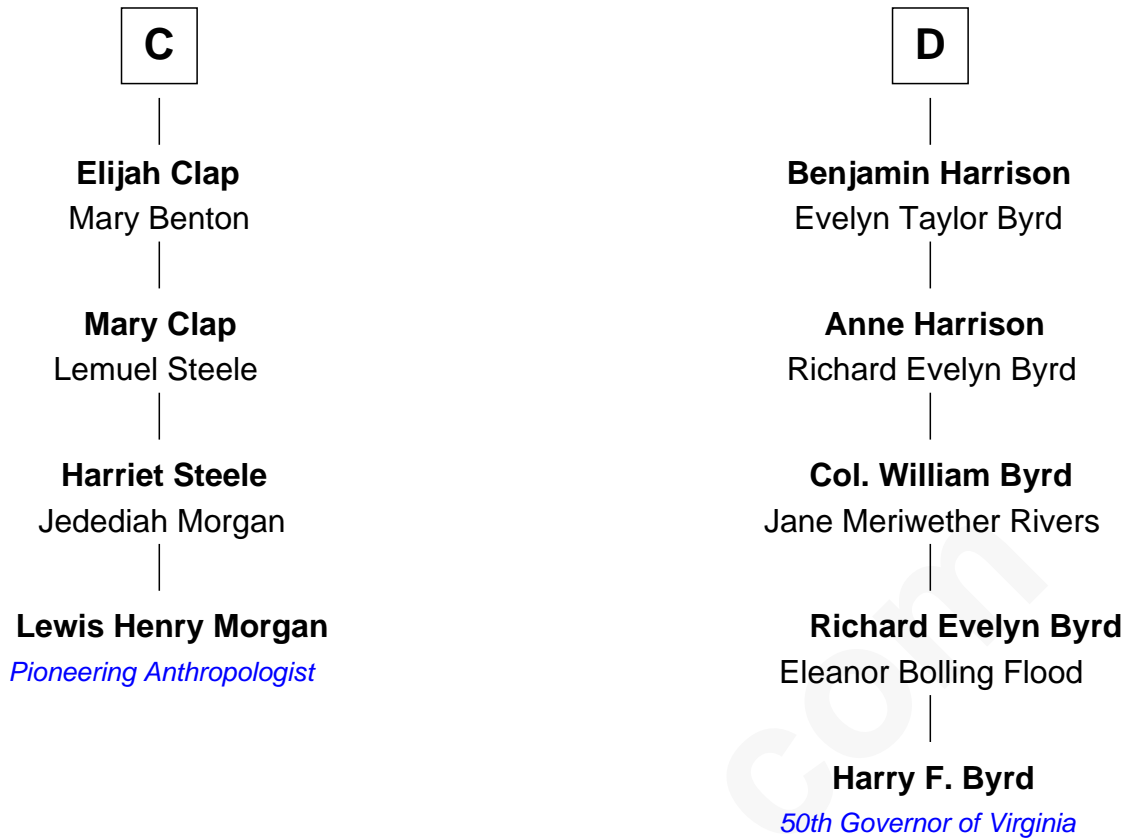 C
Elijah Clap
Mary Benton
Mary Clap
Lemuel Steele
Harriet Steele
Jedediah Morgan
Lewis Henry Morgan
Pioneering Anthropologist
D
Benjamin Harrison
Evelyn Taylor Byrd
Anne Harrison
Richard Evelyn Byrd
Col. William Byrd
Jane Meriwether Rivers
Richard Evelyn Byrd
Eleanor Bolling Flood
Harry F. Byrd
50th Governor of Virginia
com